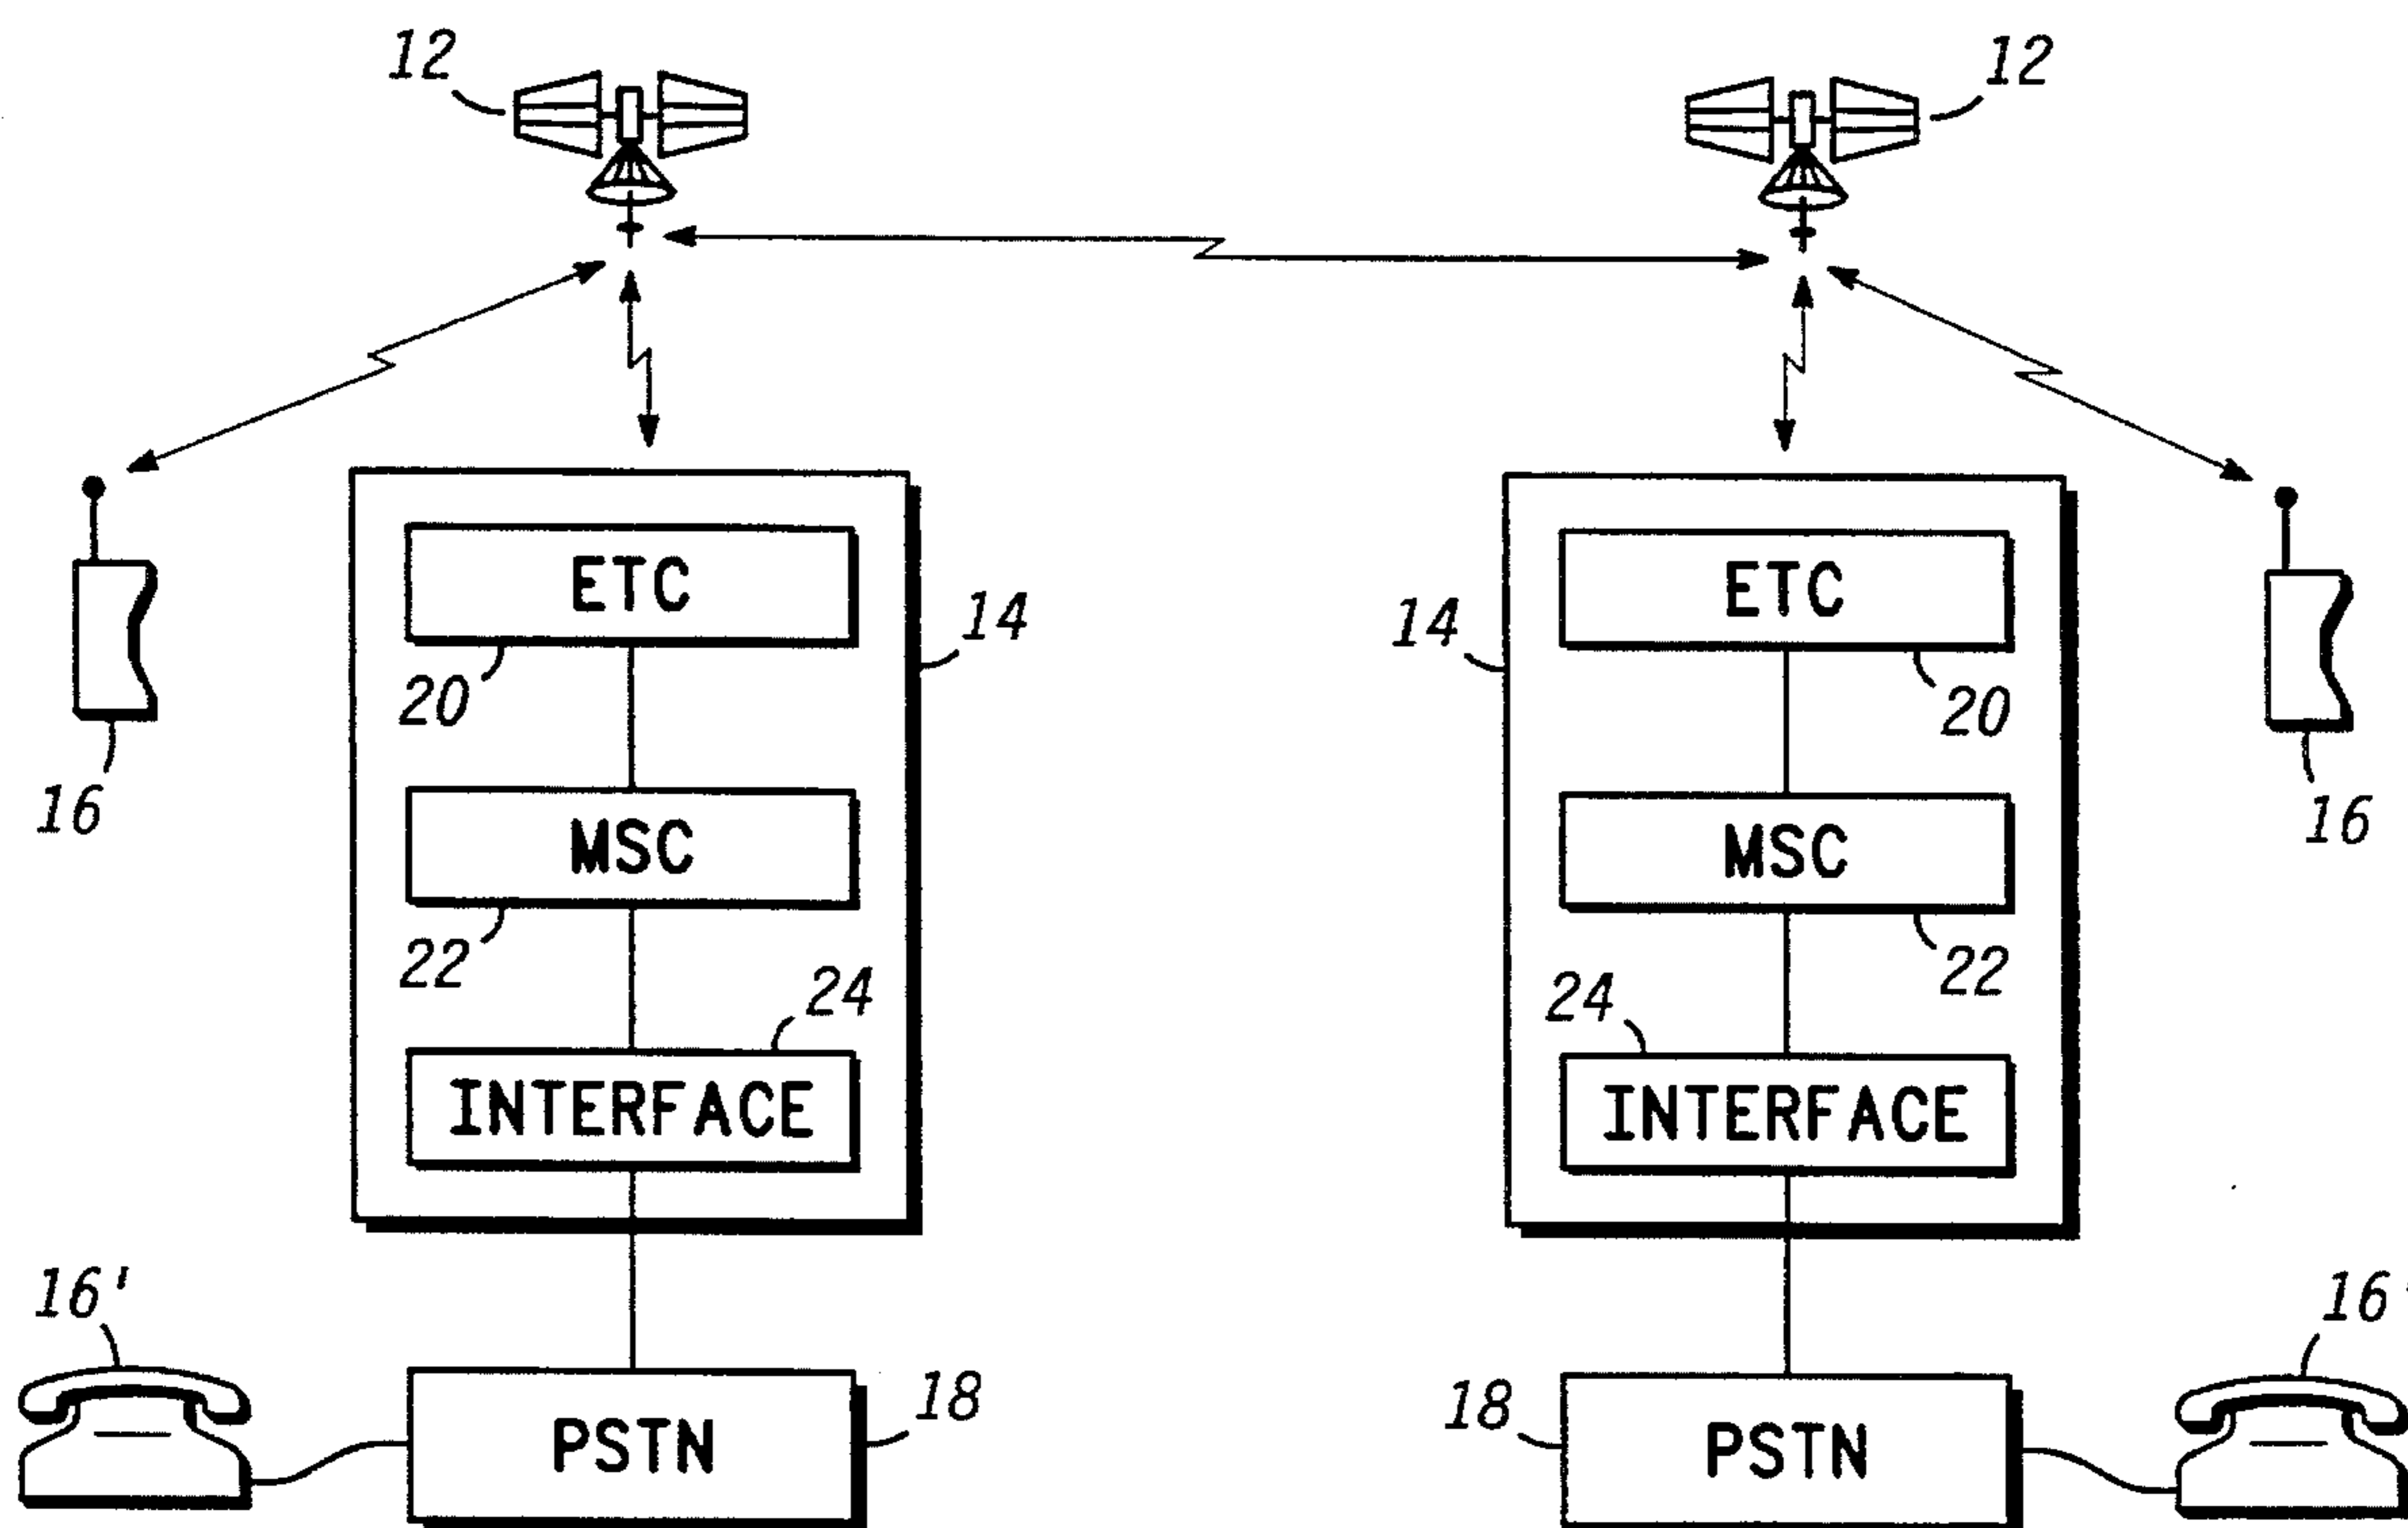 12
12
ETC
ETC
14
14
20
20
MSC
MSC
16
16
22
22
24
24
INTERFACE
INTERFACE
16'
16'
18
18
PSTN
PSTN